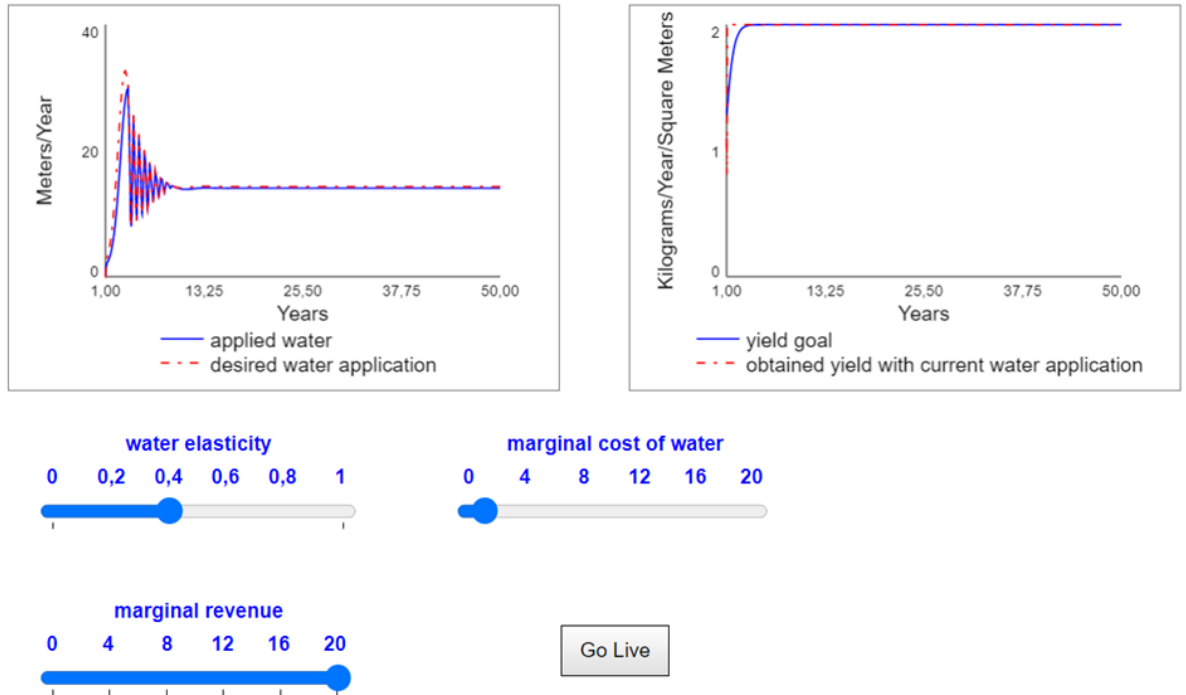 Meters/Year
40
20
0
1,00 13,25 25,50 37,75 50,00
Years
applied water
desired water application
Kilograms/Year/Square Meters
2
1
0
1,00 13,25 25,50 37,75 50,00
Years
yield goal
obtained yield with current water application
water elasticity
0 0,2 0,4 0,6 0,8 1
marginal cost of water
0 4 8 12 16 20
marginal revenue
0 4 8 12 16 20
Go Live